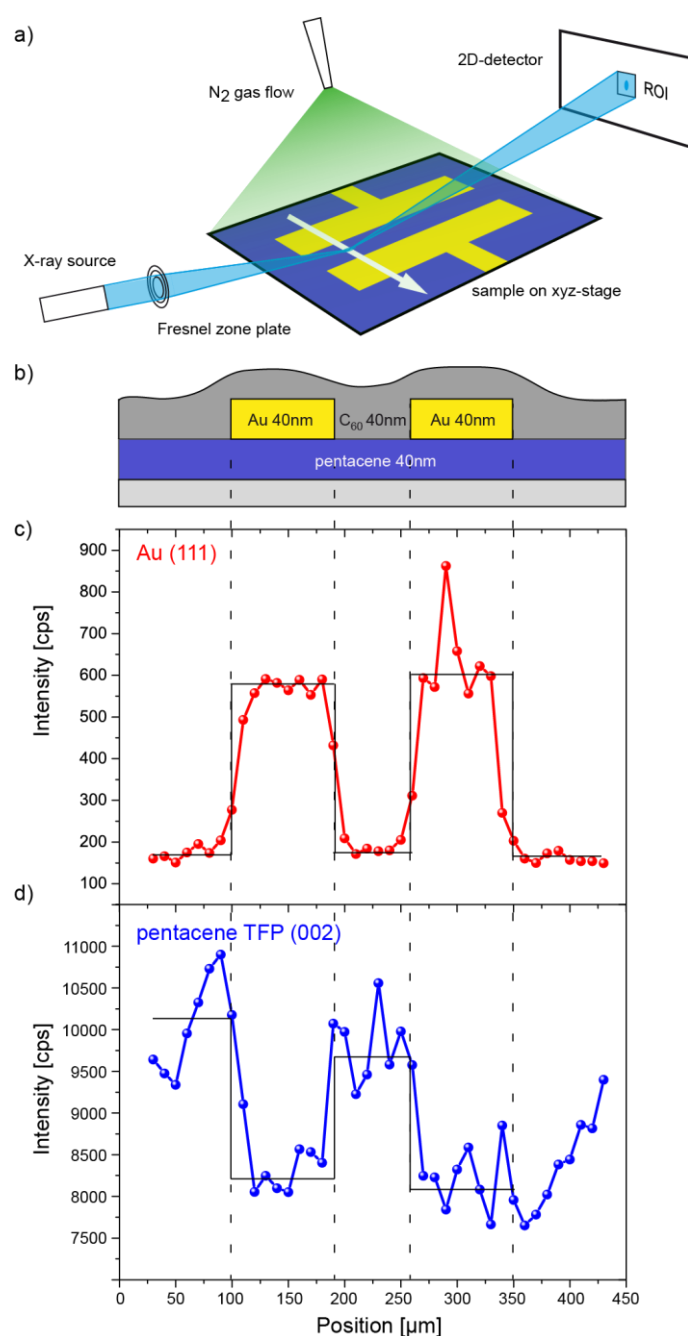 a)
N₂ gas flow
2D-detector
ROI
X-ray source
Fresnel zone plate
sample on xyz-stage
b)
Au 40nm
C₆₀ 40nm
Au 40nm
pentacene 40nm
c)
Au (111)
Intensity [cps]
900
800
700
600
500
400
300
200
100
d)
pentacene TFP (002)
Intensity [cps]
11000
10500
10000
9500
9000
8500
8000
7500
0 50 100 150 200 250 300 350 400 450
Position [µm]